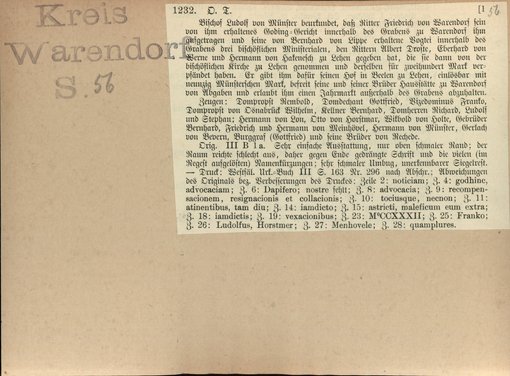 Kreis
Warendorf
S. 56
1232. O. T. [1 56.
Bischof Ludolf von Münster beurkundet, daß Ritter Friedrich von Warendorf sein
von ihm erhaltenes Goding-Gericht innerhalb des Grabens zu Warendorf ihm
aufgetragen und seine von Bernhard von Lippe erhaltene Vogtei innerhalb des
Grabens drei bischöflichen Ministerialen, den Rittern Albert Droste, Eberhard von
Werne und Hermann von Hakenesch zu Lehen gegeben hat, die sie dann von der
bischöflichen Kirche zu Lehen genommen und derselben für zweihundert Mark ver-
pfändet haben. Er gibt ihm dafür seinen Hof in Veelen zu Lehen, einlösbar mit
neunzig Münsterschen Mark, befreit seine und seiner Brüder Hausstätte zu Warendorf
von Abgaben und erlaubt ihm einen Jahrmarkt außerhalb des Grabens abzuhalten.
Zeugen: Dompropst Rembold, Domdechant Gottfried, Bizedominus Franko,
Dompropst von Osnabrück Wilhelm, Kellner Bernhard, Domherren Richard, Ludolf
und Stephan; Hermann von Lon, Otto von Horstmar, Wikbold von Holte, Gebrüder
Bernhard, Friedrich und Hermann von Meinhövel, Hermann von Münster, Gerlach
von Bevern, Burggraf (Gottfried) und seine Brüder von Rechede.
Orig. III B 1 a. Sehr einfache Ausstattung, nur oben schmaler Rand; der
Raum reichte schlecht aus, daher gegen Ende gedrängte Schrift und die vielen (im
Regest aufgelösten) Namenkürzungen; sehr schmaler Umbug, unerkennbarer Siegelrest.
— Druck: Westfäl. Urk.-Buch III S. 163 Nr. 296 nach Abschr.; Abweichungen
des Originals bez. Verbesserungen des Druckes: Zeile 2: noticiam; Z. 4: godhine,
advocaciam; Z. 6: Dapifero; nostre fehlt; Z. 8: advocacia; Z. 9: recompen-
sacionem, resignacionis et collacionis; Z. 10: tociusque, necnon; Z. 11:
atinentibus, tam diu; Z. 14: iamdicto; Z. 15: astricti, maleficum eum extra;
Z. 18: iamdictis; Z. 19: vexacionibus; Z. 23: M°CCXXXII; Z. 25: Franko;
Z. 26: Ludolfus, Horstmer; Z. 27: Menhovele; Z. 28: quamplures.